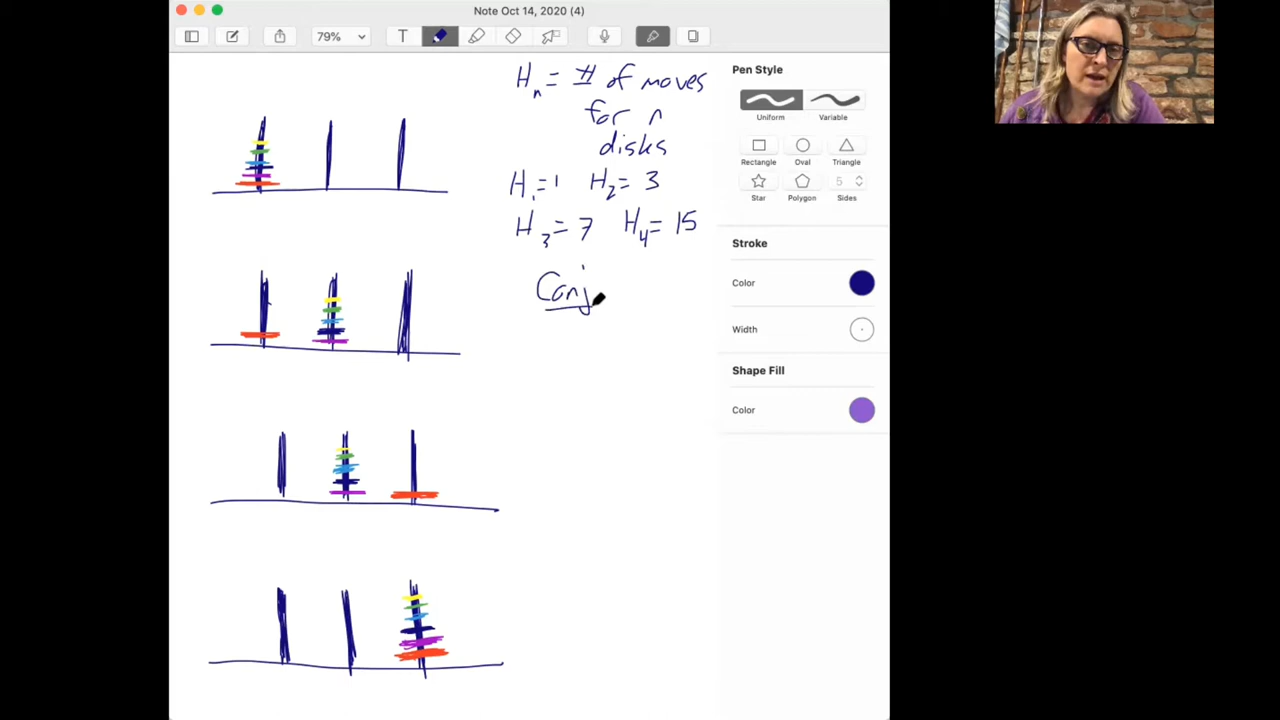 Note Oct 14, 2020 (4)
79%
T
Hₙ = # of moves
for n
disks
H₁ = 1 H₂ = 3
H₃ = 7 H₄ = 15
Conj
Pen Style
Uniform Variable
Rectangle Oval Triangle
5
Star Polygon Sides
Stroke
Color
Width
Shape Fill
Color